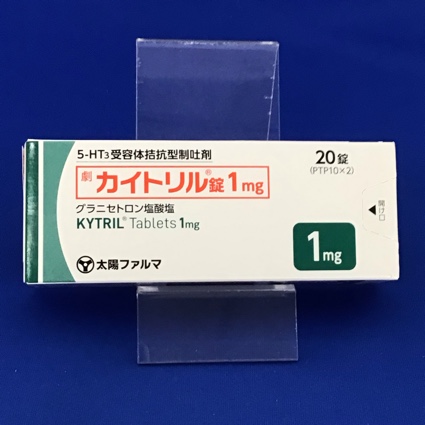 5-HT3受容体拮抗型制吐剤
20錠
(PTP10×2)
劇 カイトリル®錠1mg
グラニセトロン塩酸塩
KYTRIL® Tablets 1mg
開け口
1mg
太陽ファルマ